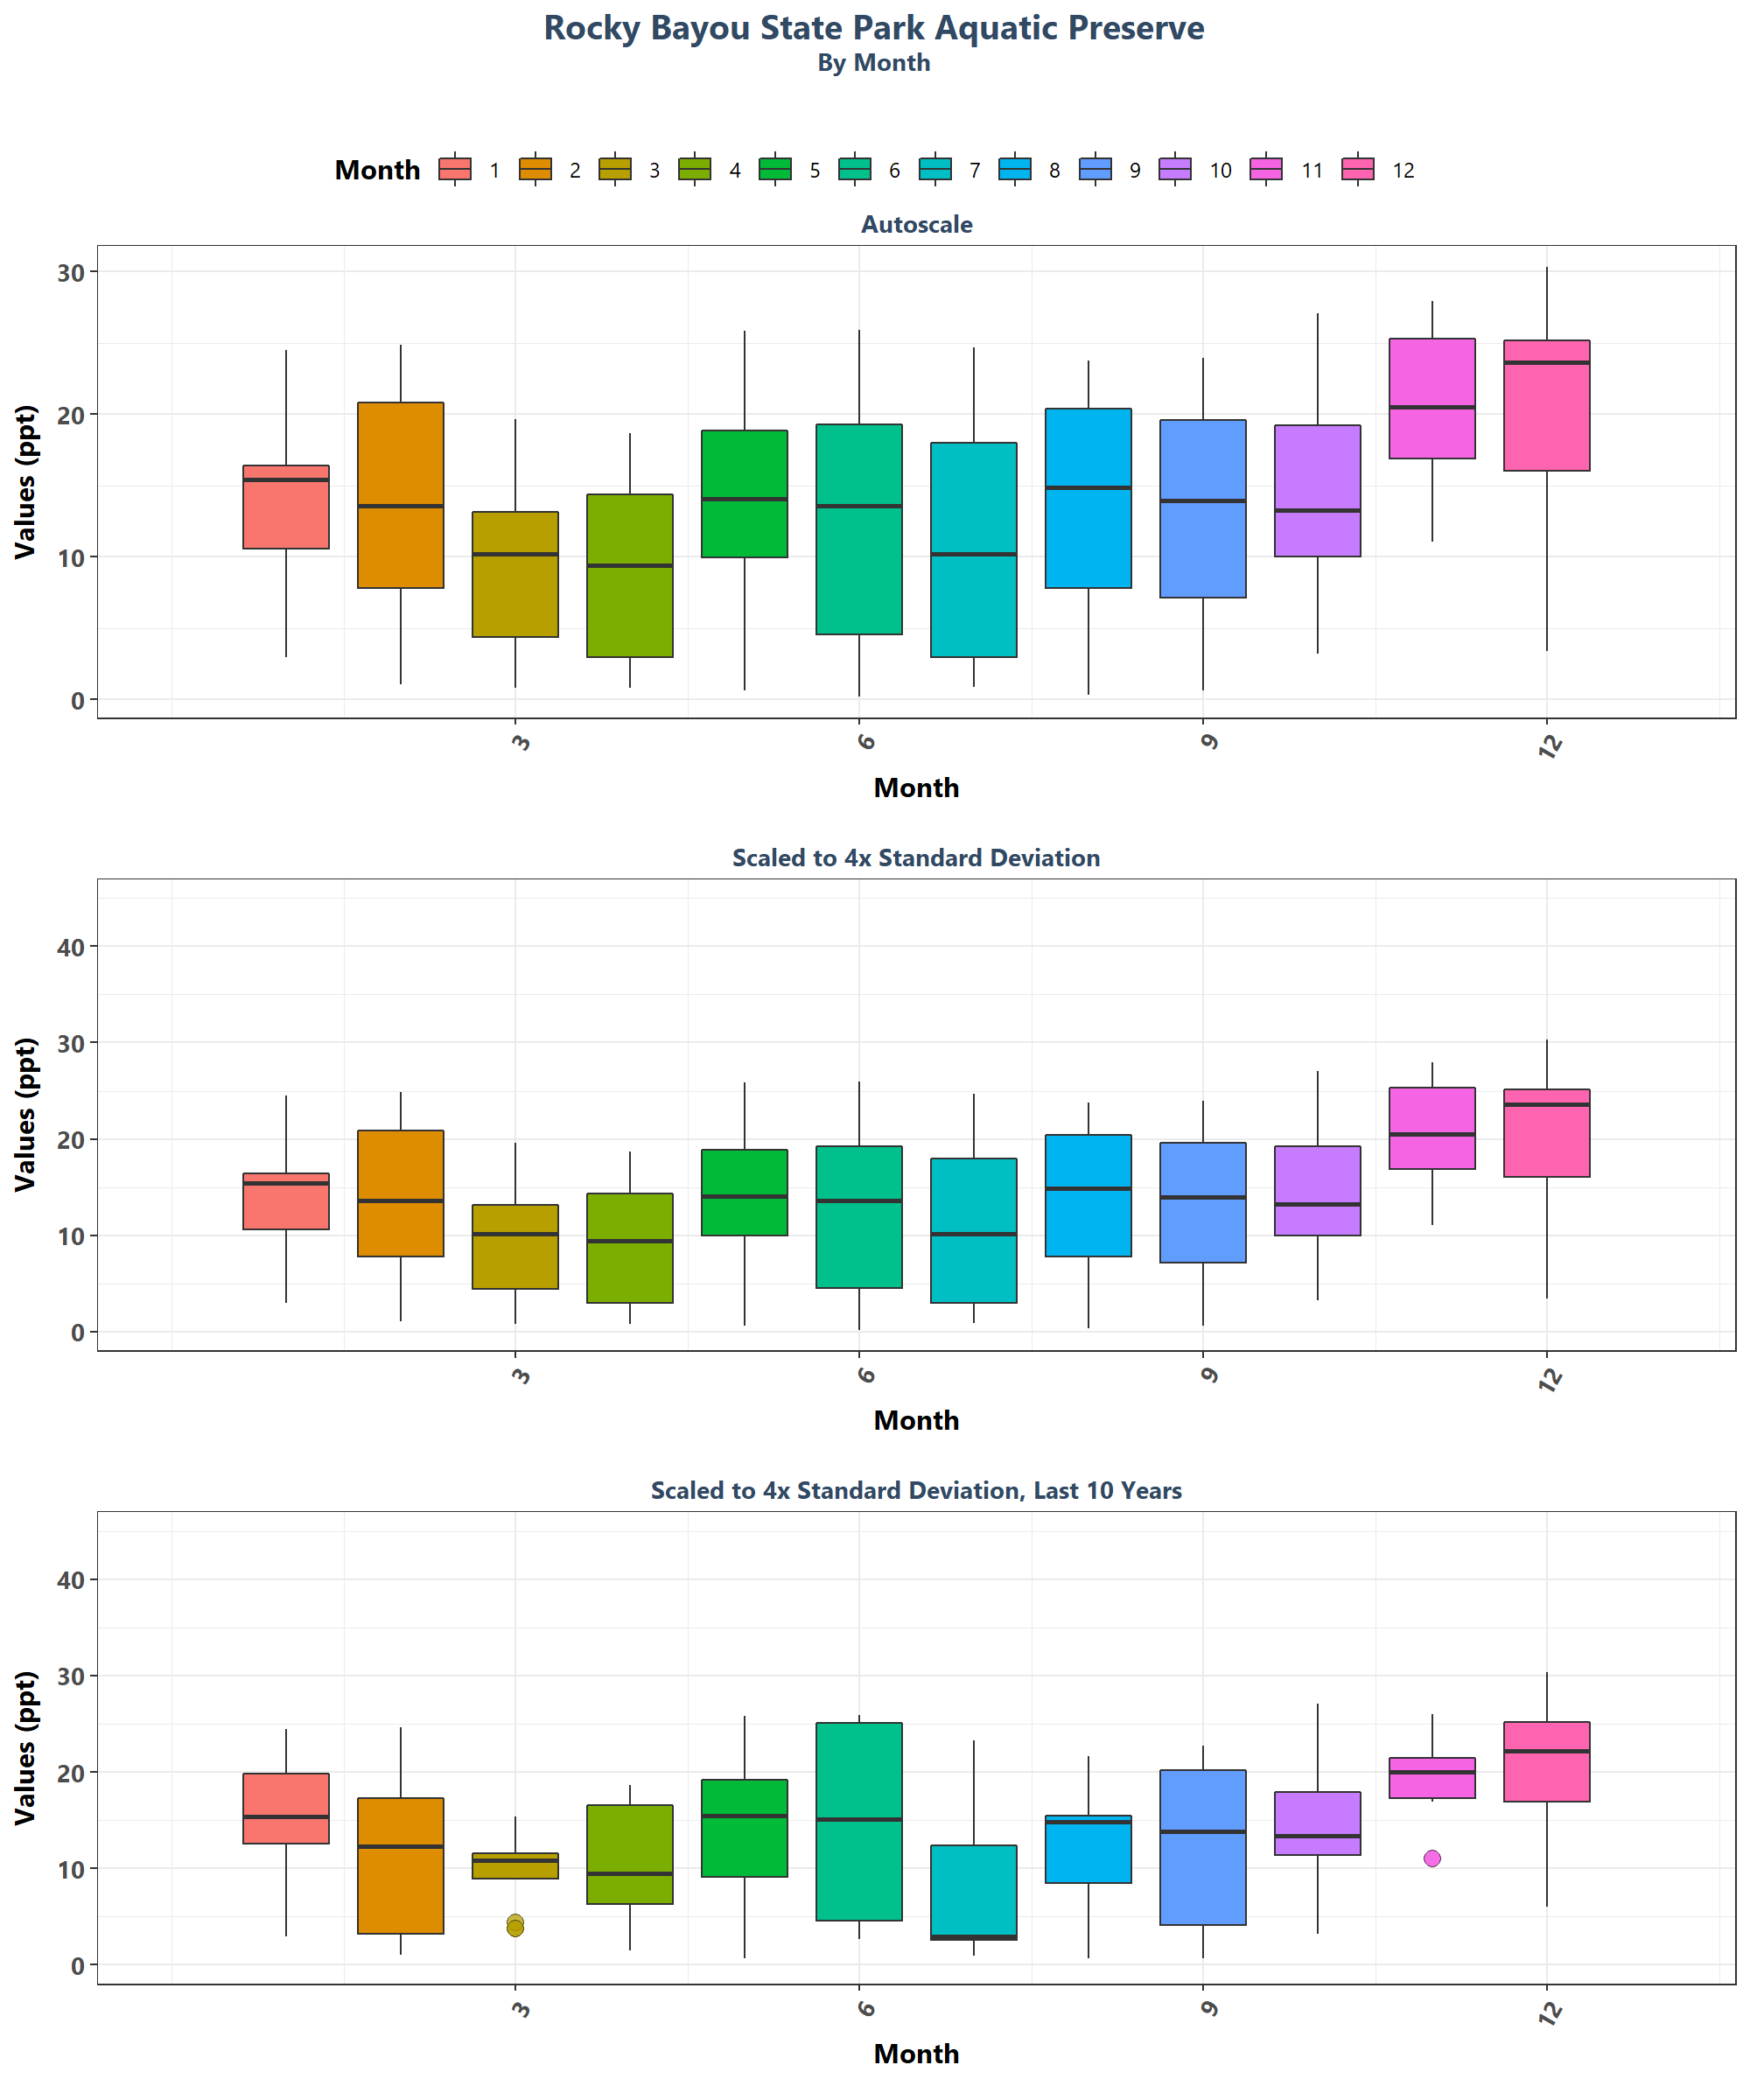 Rocky Bayou State Park Aquatic Preserve
By Month
Month 1 2 3 4 5 6 7 8 9 10 11 12
Autoscale
Values (ppt)
30
20
10
0
3 6 9 12
Month
Scaled to 4x Standard Deviation
Values (ppt)
40
30
20
10
0
3 6 9 12
Month
Scaled to 4x Standard Deviation, Last 10 Years
Values (ppt)
40
30
20
10
0
3 6 9 12
Month